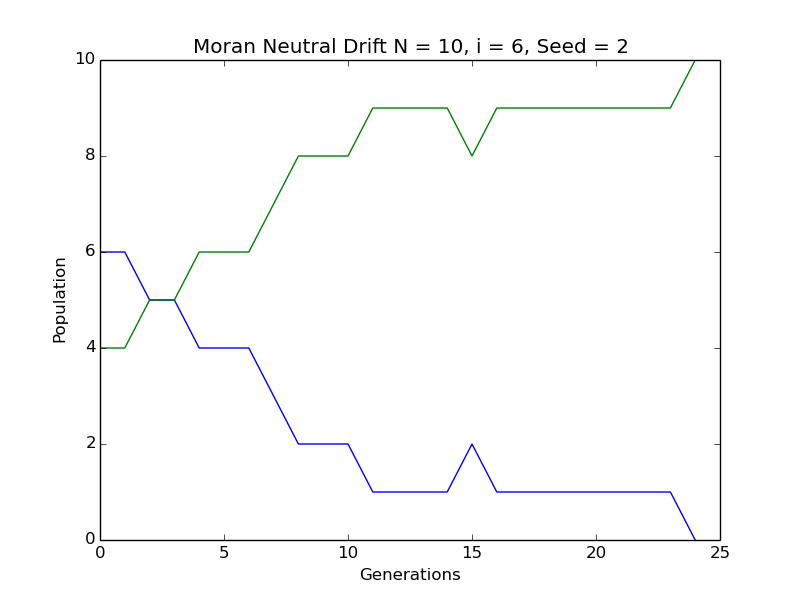 Moran Neutral Drift N = 10, i = 6, Seed = 2
10
8
6
4
2
0
Population
0 5 10 15 20 25
Generations